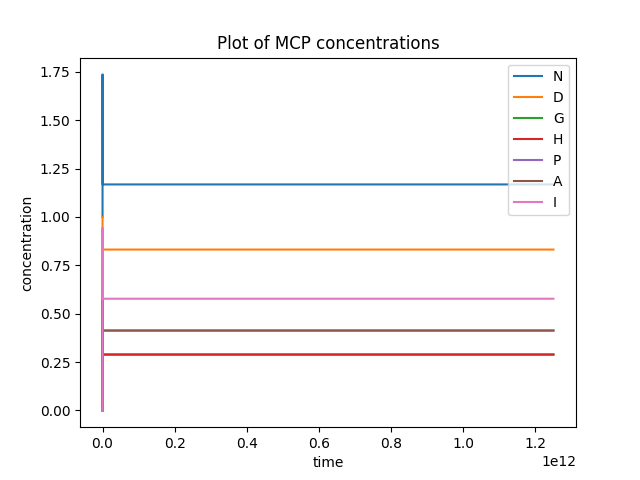 Plot of MCP concentrations
1.75
1.50
1.25
1.00
0.75
0.50
0.25
0.00
concentration
N
D
G
H
P
A
I
0.0 0.2 0.4 0.6 0.8 1.0 1.2
1e12
time